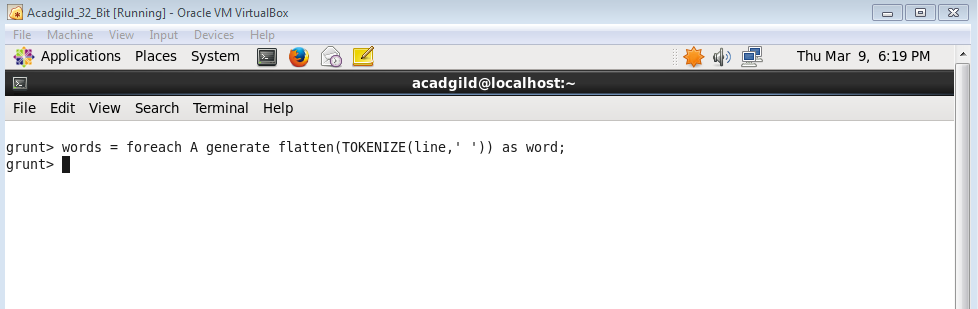 Acadgild_32_Bit [Running] - Oracle VM VirtualBox
File Machine View Input Devices Help
Applications Places System Thu Mar 9, 6:19 PM
acadgild@localhost:~
File Edit View Search Terminal Help
grunt> words = foreach A generate flatten(TOKENIZE(line,' ')) as word;
grunt>